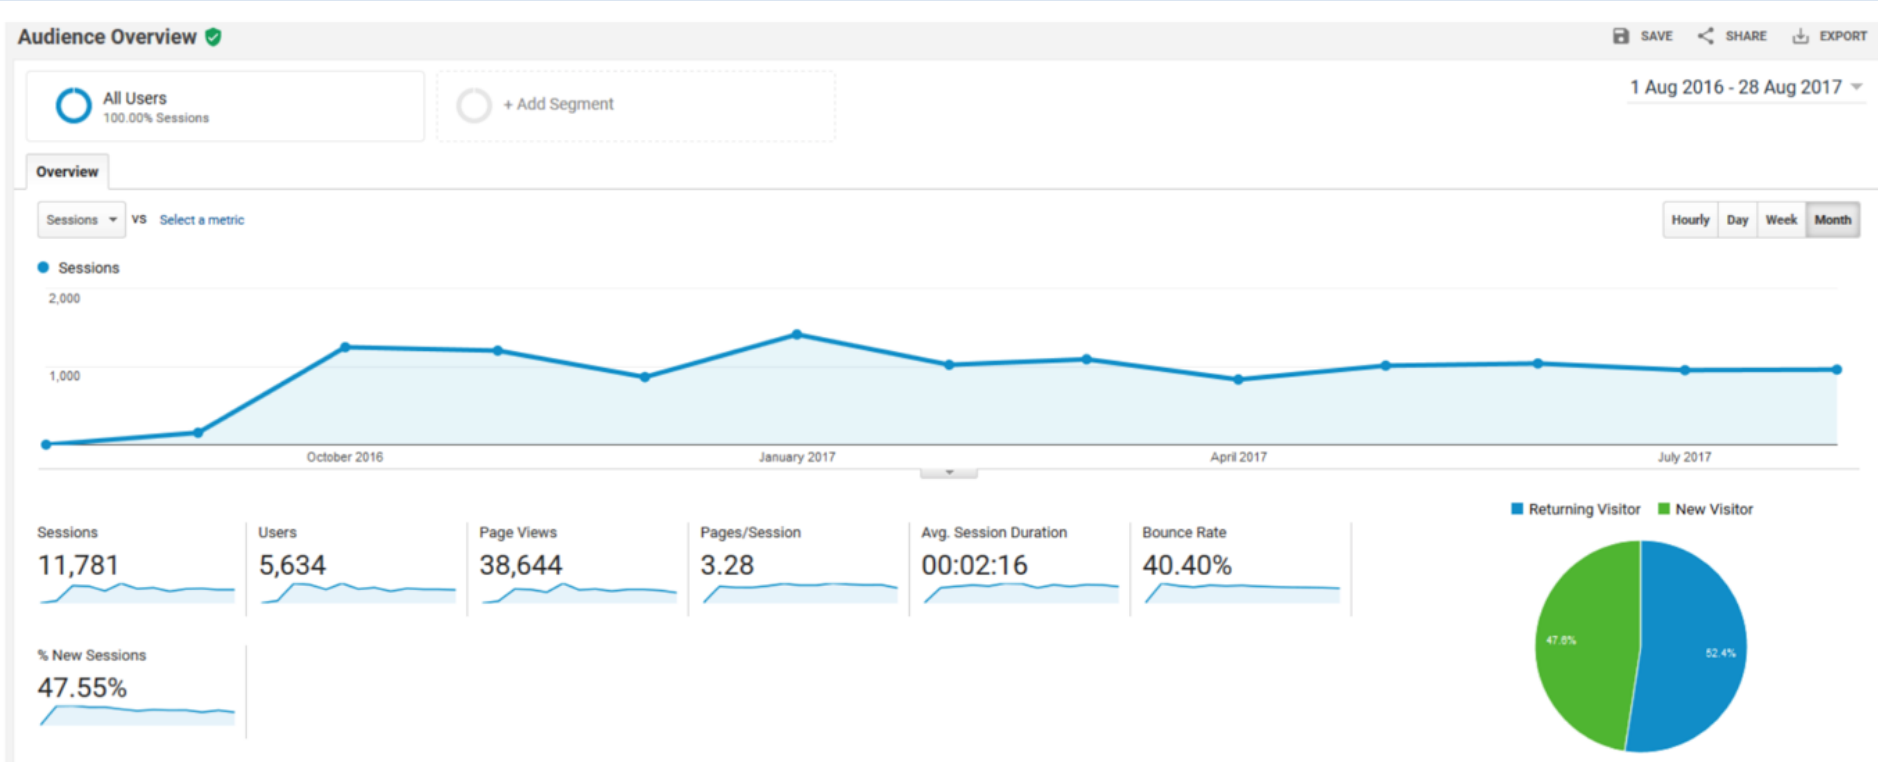 Audience Overview
SAVE SHARE EXPORT
All Users
100.00% Sessions
+ Add Segment
1 Aug 2016 - 28 Aug 2017
Overview
Sessions VS Select a metric
Hourly Day Week Month
Sessions
2,000
1,000
October 2016 January 2017 April 2017 July 2017
Returning Visitor New Visitor
Sessions
11,781
Users
5,634
Page Views
38,644
Pages/Session
3.28
Avg. Session Duration
00:02:16
Bounce Rate
40.40%
% New Sessions
47.55%
47.6%
52.4%